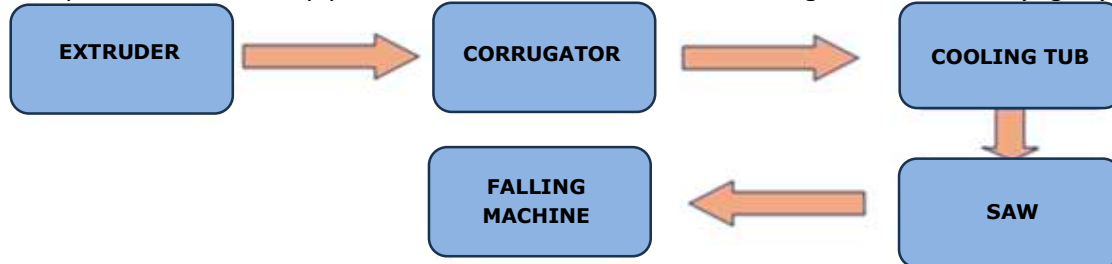 EXTRUDER
CORRUGATOR
COOLING TUB
FALLING
MACHINE
SAW